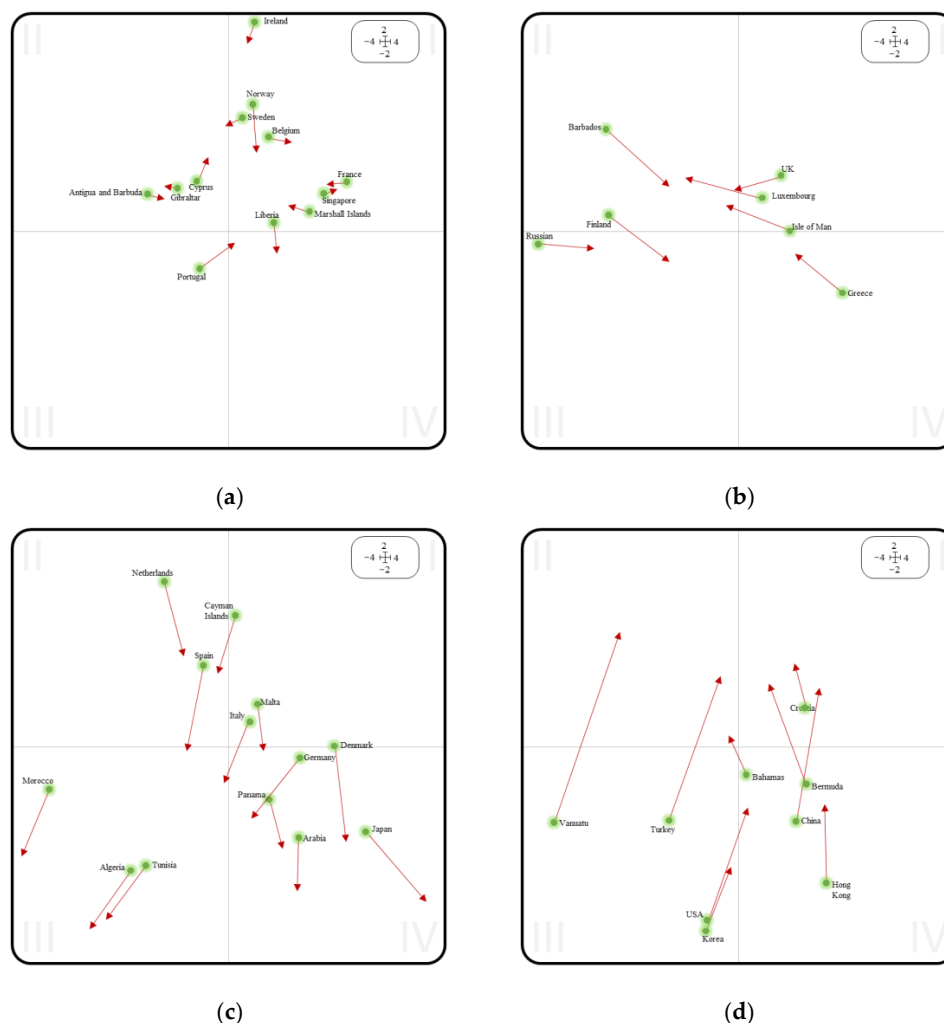 II
I
2
−4
4
−2
Ireland
Norway
Sweden
Belgium
France
Cyprus
Antigua and Barbuda
Gibraltar
Singapore
Marshall Islands
Liberia
Portugal
III
IV
(a)
II
I
2
−4
4
−2
Barbados
UK
Luxembourg
Finland
Isle of Man
Russian
Greece
III
IV
(b)
II
I
2
−4
4
−2
Netherlands
Cayman
Islands
Spain
Malta
Italy
Denmark
Germany
Morocco
Panama
Japan
Arabia
Algeria
Tunisia
III
IV
(c)
II
I
2
−4
4
−2
Croatia
Bahamas
Bermuda
Vanuatu
Turkey
China
Hong
Kong
USA
Korea
III
IV
(d)